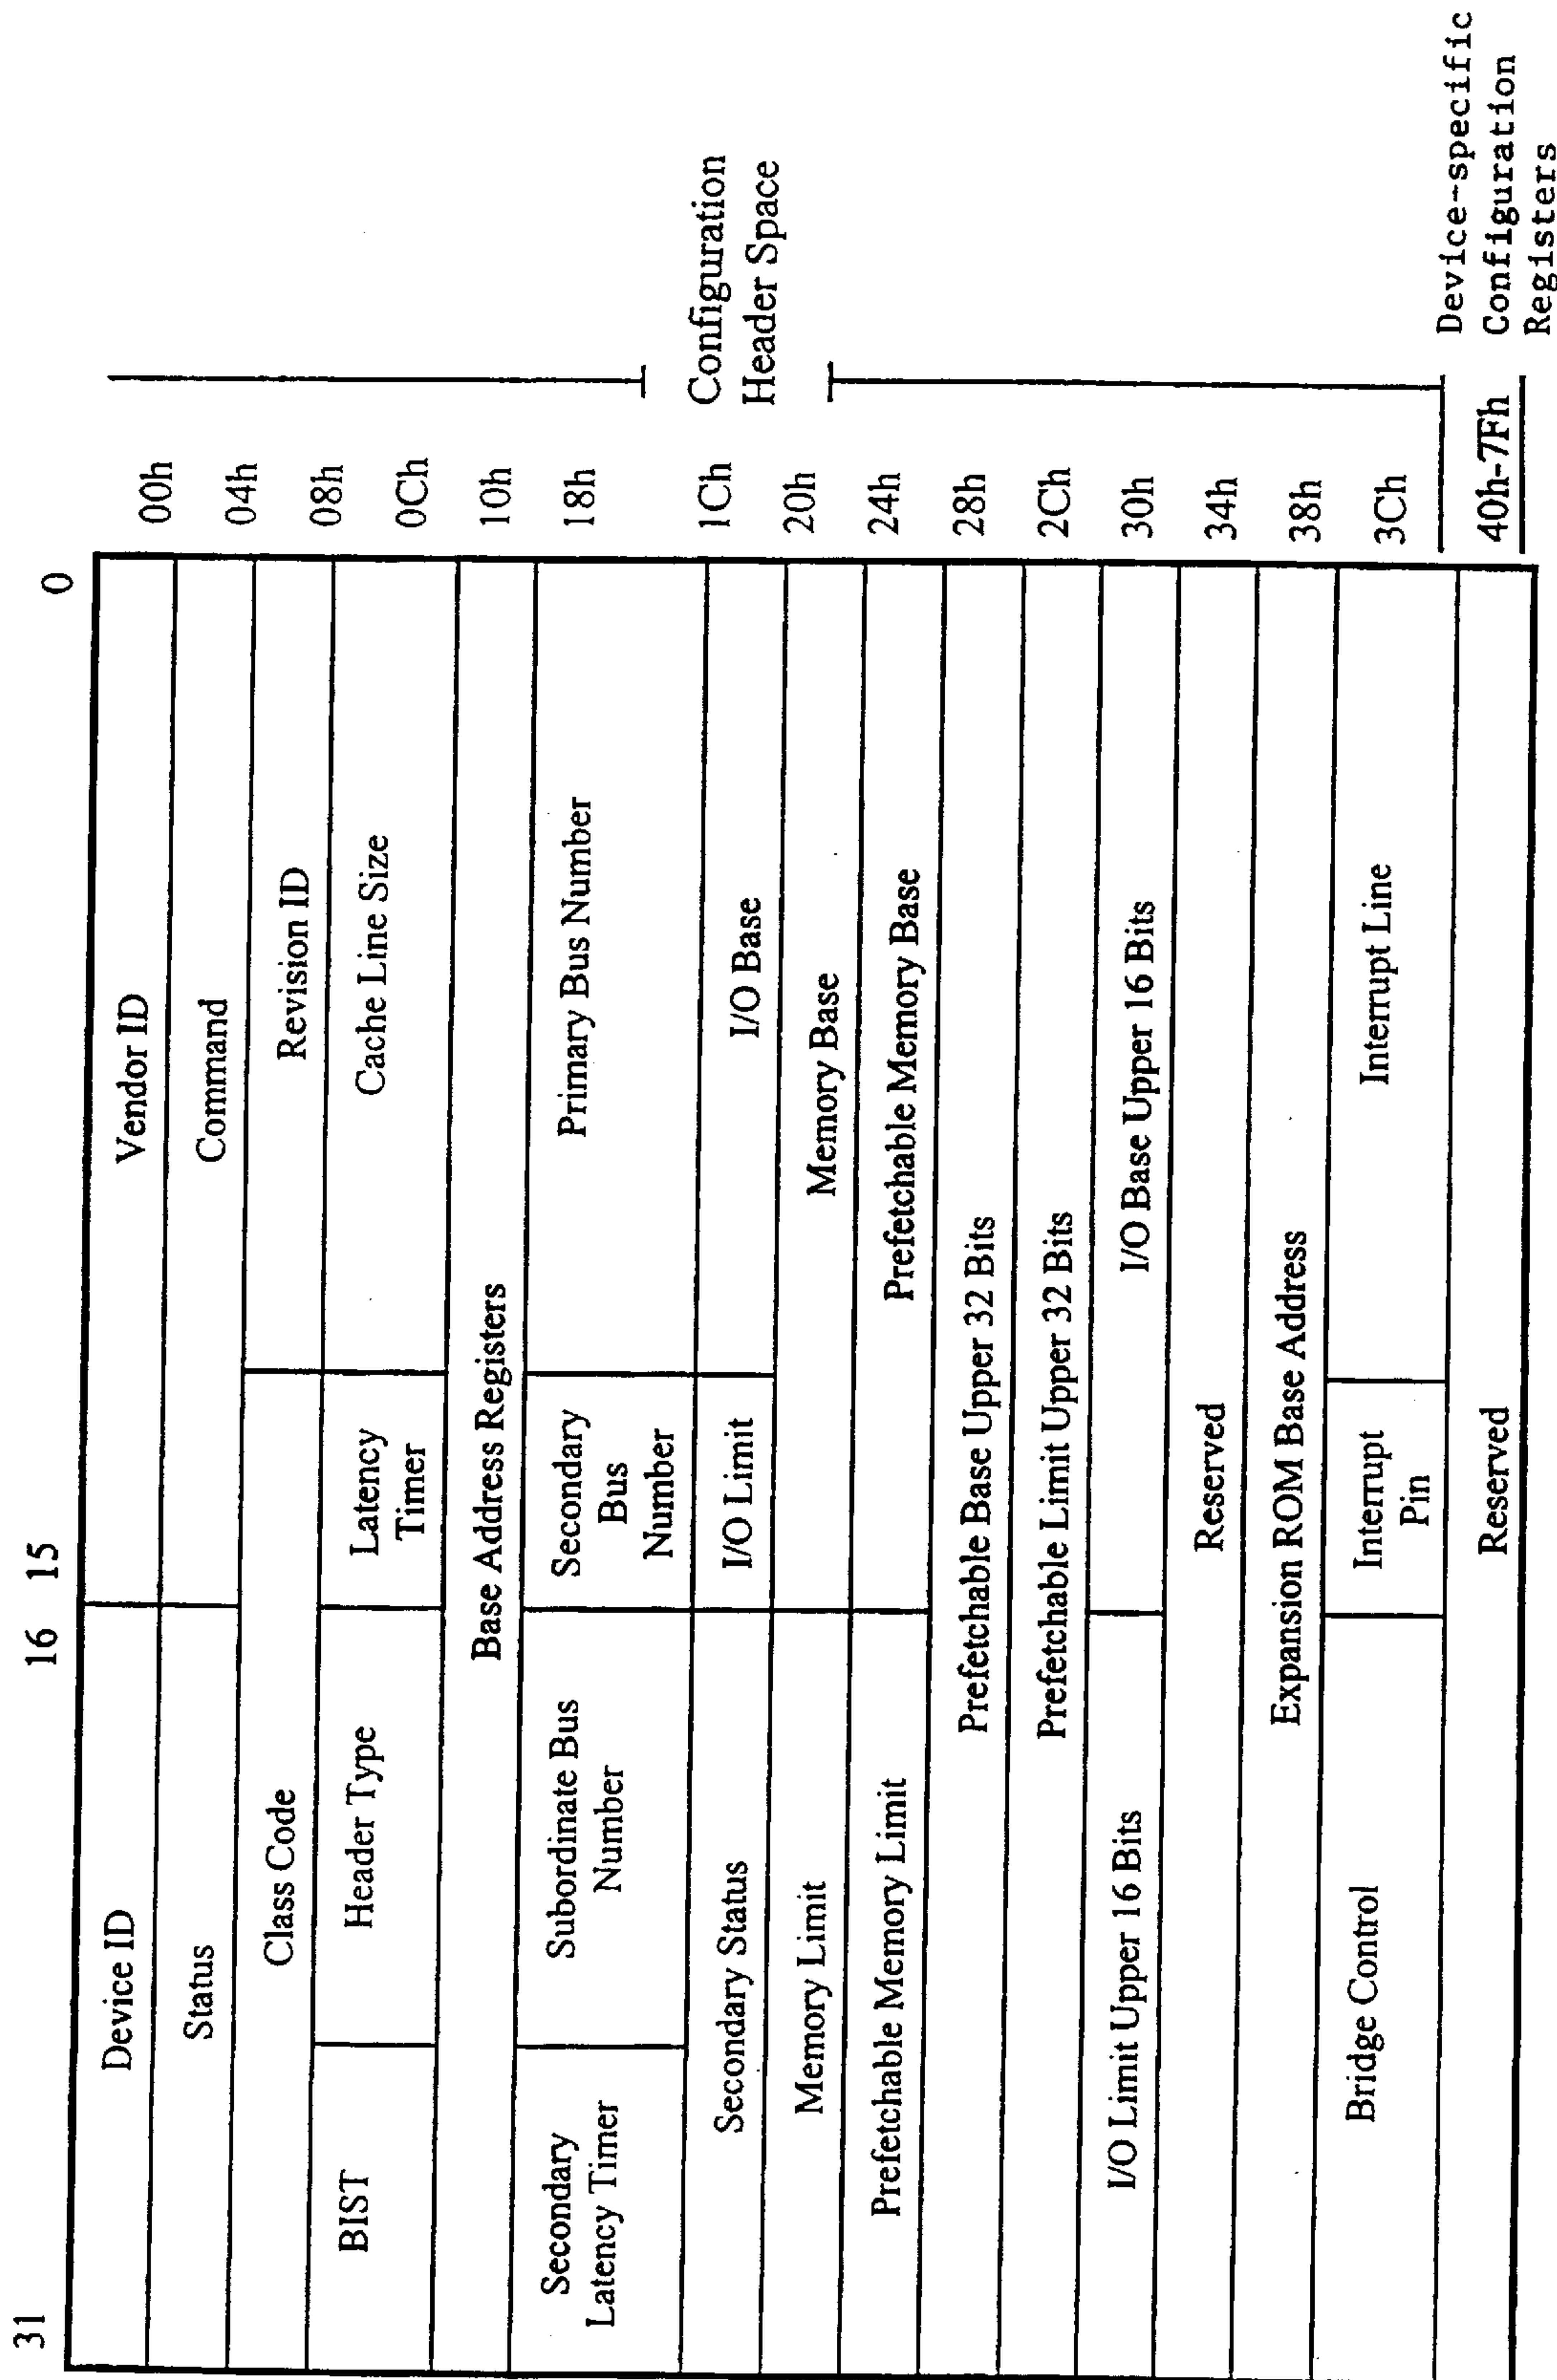 31
16
15
0
Device ID
Vendor ID
00h
Status
Command
04h
Class Code
Revision ID
08h
BIST
Header Type
Latency
Timer
Cache Line Size
0Ch
Base Address Registers
10h
Secondary
Latency Timer
Subordinate Bus
Number
Secondary
Bus
Number
Primary Bus Number
18h
Secondary Status
I/O Limit
I/O Base
1Ch
Memory Limit
Memory Base
20h
Prefetchable Memory Limit
Prefetchable Memory Base
24h
Prefetchable Base Upper 32 Bits
28h
Prefetchable Limit Upper 32 Bits
2Ch
I/O Limit Upper 16 Bits
I/O Base Upper 16 Bits
30h
Reserved
34h
Expansion ROM Base Address
38h
Bridge Control
Interrupt
Pin
Interrupt Line
3Ch
Reserved
40h-7Fh
Configuration
Header Space
Device-specific
Configuration
Registers